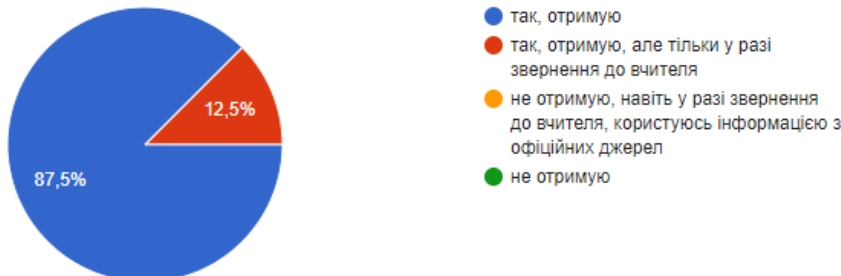 так, отримую
так, отримую, але тільки у разі
звернення до вчителя
не отримую, навіть у разі звернення
до вчителя, користуюсь інформацією з
офіційних джерел
не отримую
12,5%
87,5%